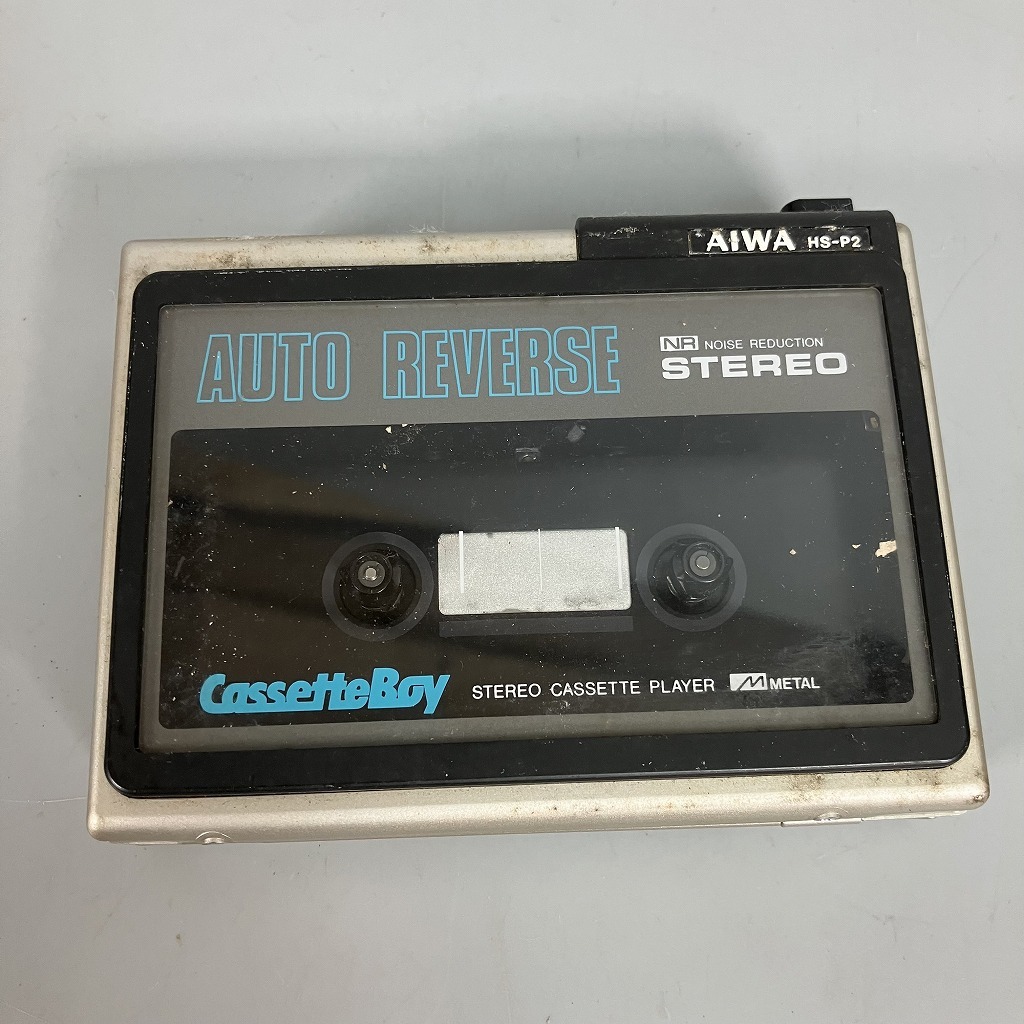 AIWA HS-P2
AUTO REVERSE
NR NOISE REDUCTION
STEREO
CassetteBoy STEREO CASSETTE PLAYER METAL